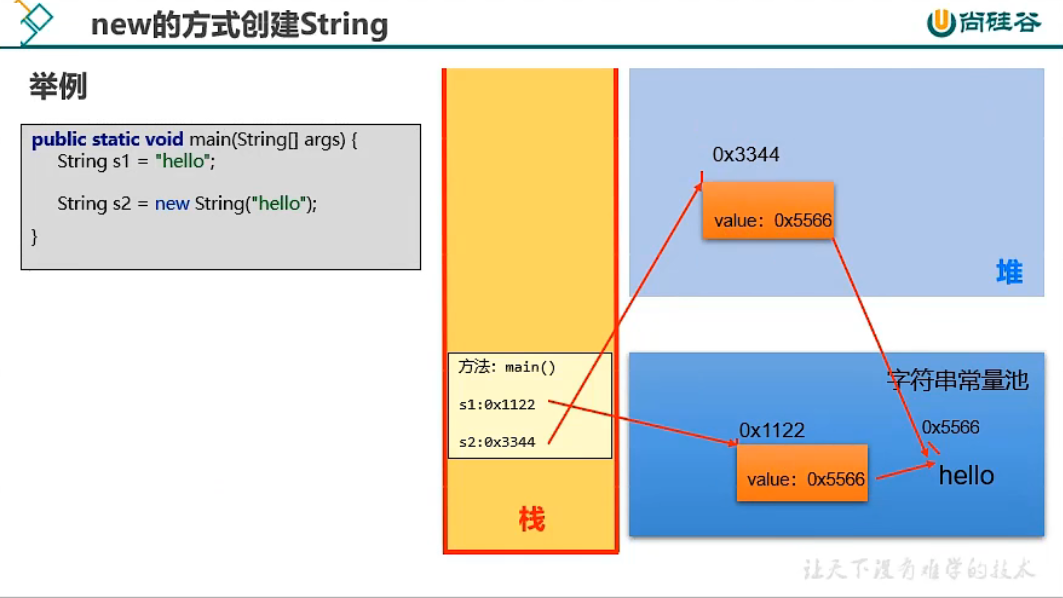 new的方式创建String
尚硅谷
举例
public static void main(String[] args) {
String s1 = "hello";
String s2 = new String("hello");
}
0x3344
value: 0x5566
堆
方法: main()
s1:0x1122
s2:0x3344
栈
字符串常量池
0x5566
0x1122
value: 0x5566
hello
让天下没有难学的技术